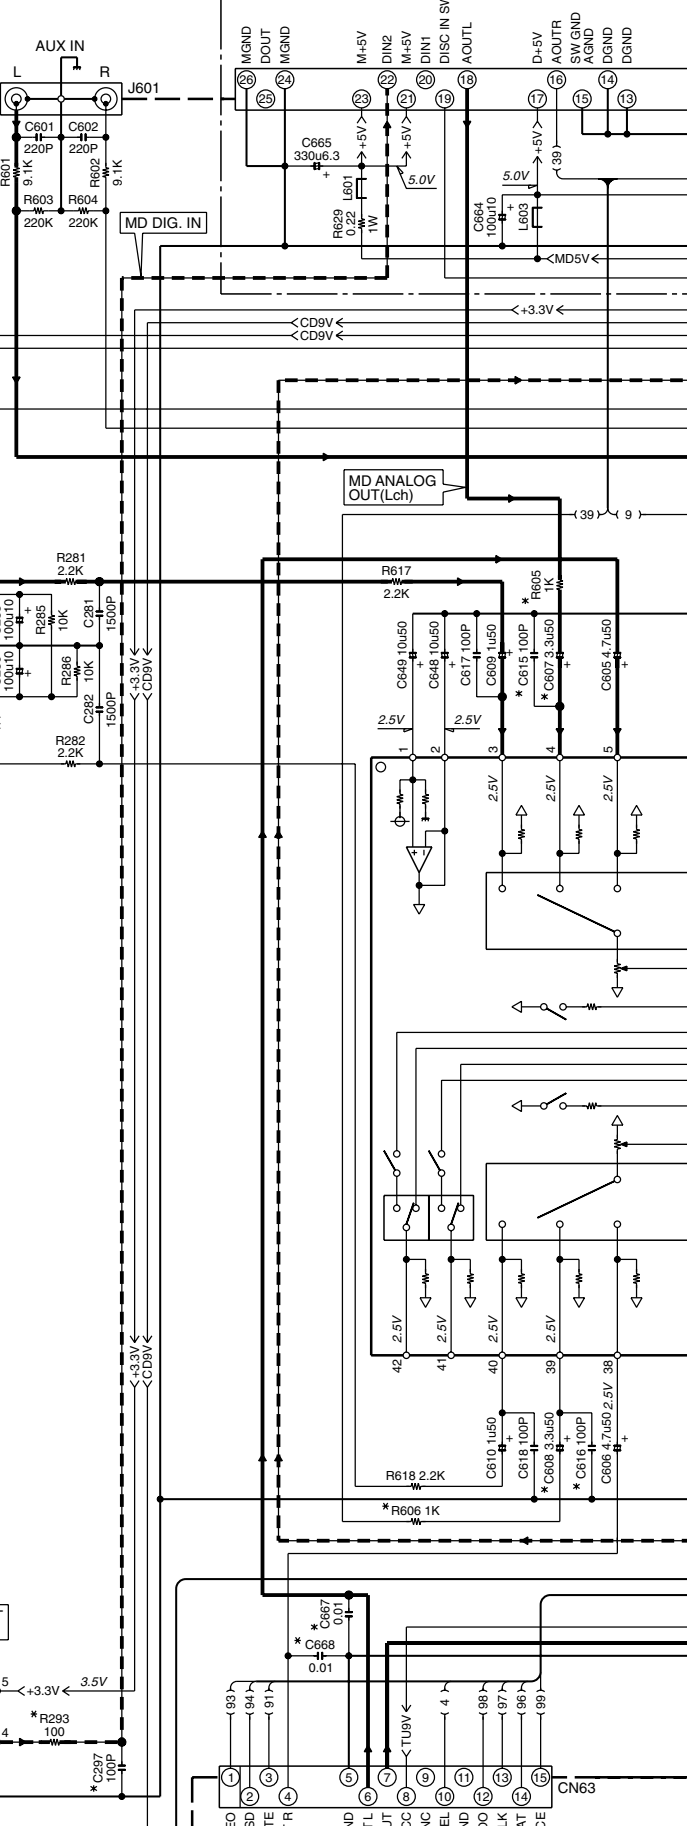 AUX IN
L
R
J601
C601
220P
C602
220P
R601
9.1K
R602
9.1K
R603
220K
R604
220K
MD DIG. IN
MGND
DOUT
MGND
M+5V
DIN2
M+5V
DIN1
DISC IN SW
AOUTL
D+5V
AOUTR
SW GND
AGND
DGND
DGND
26
25
24
23
22
21
20
19
18
17
16
15
14
13
C665
330u6.3
+
+5V
+5V
5.0V
L601
R629
0.22
1W
+5V
39
5.0V
C664
100u10
+
L603
MD5V
+3.3V
CD9V
CD9V
MD ANALOG
OUT(Lch)
39
9
R281
2.2K
R617
2.2K
*
R605
1K
100u10
+
R285
10K
C281
1500P
100u10
+
R286
10K
C282
1500P
+3.3V
CD9V
R282
2.2K
C649 10u50
+
C648 10u50
+
C617 100P
C609 1u50
+
* C615 100P
* C607 3.3u50
+
C605 4.7u50
+
2.5V
2.5V
1
2
3
4
5
2.5V
2.5V
2.5V
+ −
2.5V
2.5V
2.5V
2.5V
42
41
40
39
38
2.5V
+3.3V
CD9V
C610 1u50
+
C618 100P
* C608 3.3u50
+
* C616 100P
C606 4.7u50
+
R618 2.2K
* R606 1K
* C667
0.01
* C668
0.01
5
+3.3V
3.5V
4
* R293
100
* C297
100P
93
94
91
TU9V
4
98
97
96
99
1
2
3
4
5
6
7
8
9
10
11
12
13
14
15
CN63